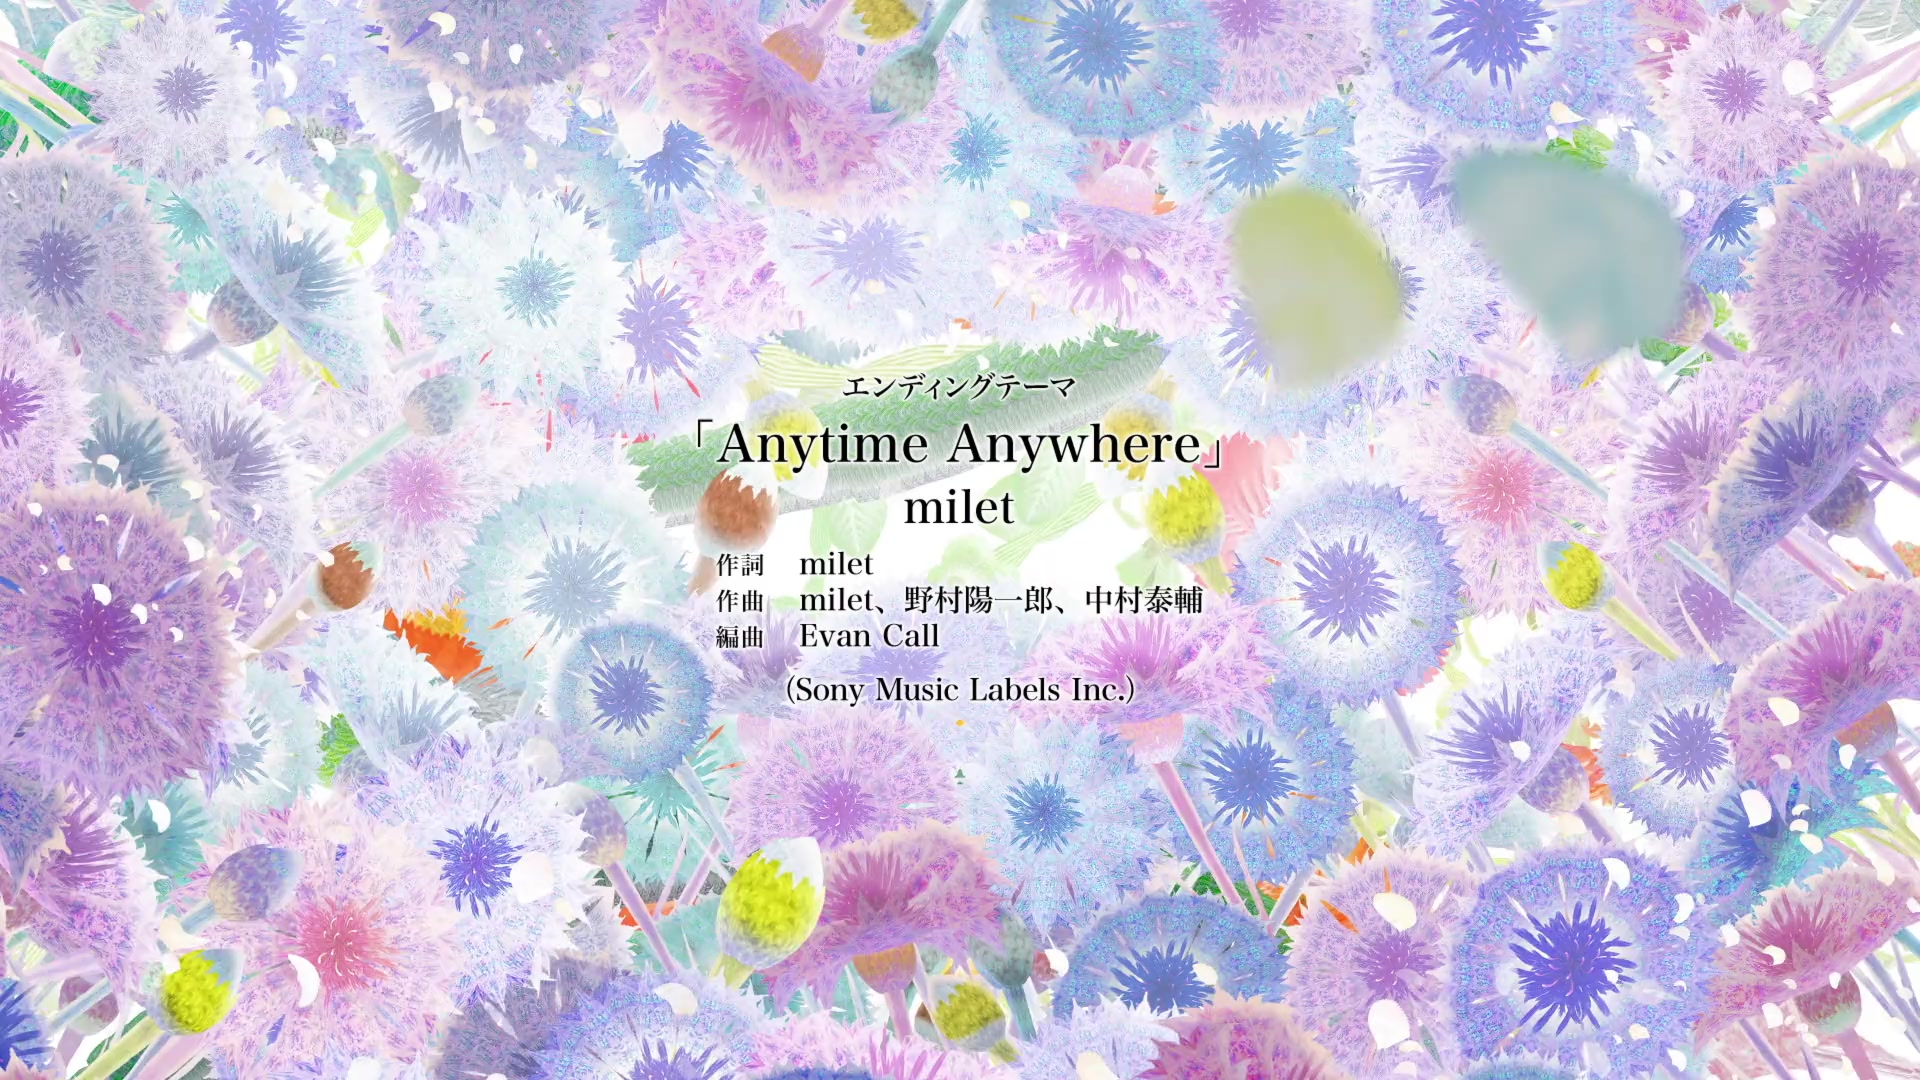 エンディングテーマ
「Anytime Anywhere」
milet
作詞 milet
作曲 milet、野村陽一郎、中村泰輔
編曲 Evan Call
(Sony Music Labels Inc.)